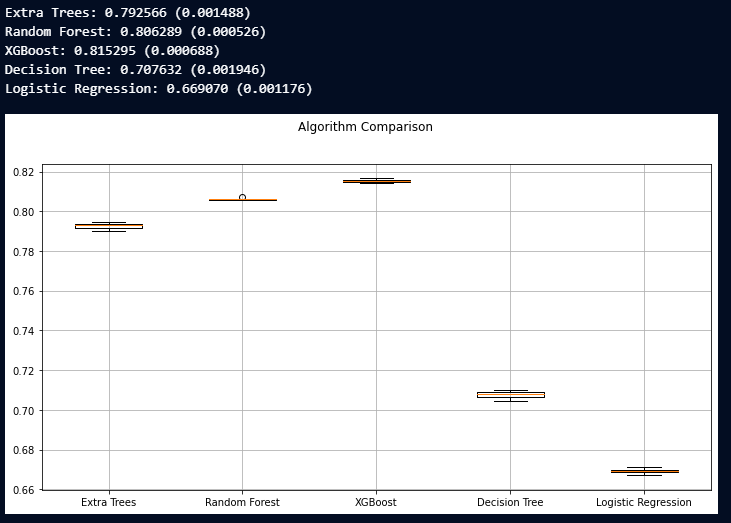 Extra Trees: 0.792566 (0.001488)
Random Forest: 0.806289 (0.000526)
XGBoost: 0.815295 (0.000688)
Decision Tree: 0.707632 (0.001946)
Logistic Regression: 0.669070 (0.001176)
Algorithm Comparison
0.82
0.80
0.78
0.76
0.74
0.72
0.70
0.68
0.66
Extra Trees Random Forest XGBoost Decision Tree Logistic Regression